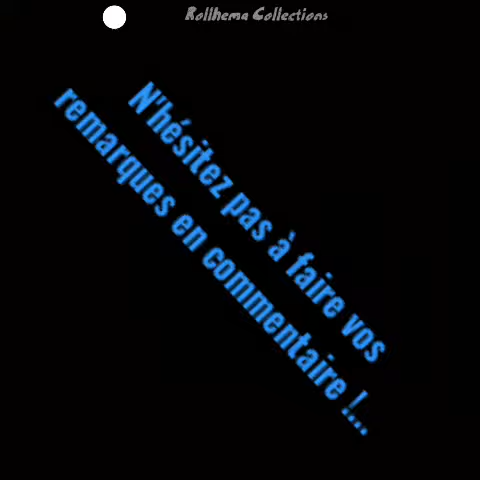 Rollhema Collections
N'hésitez pas à faire vos
remarques en commentaire !...